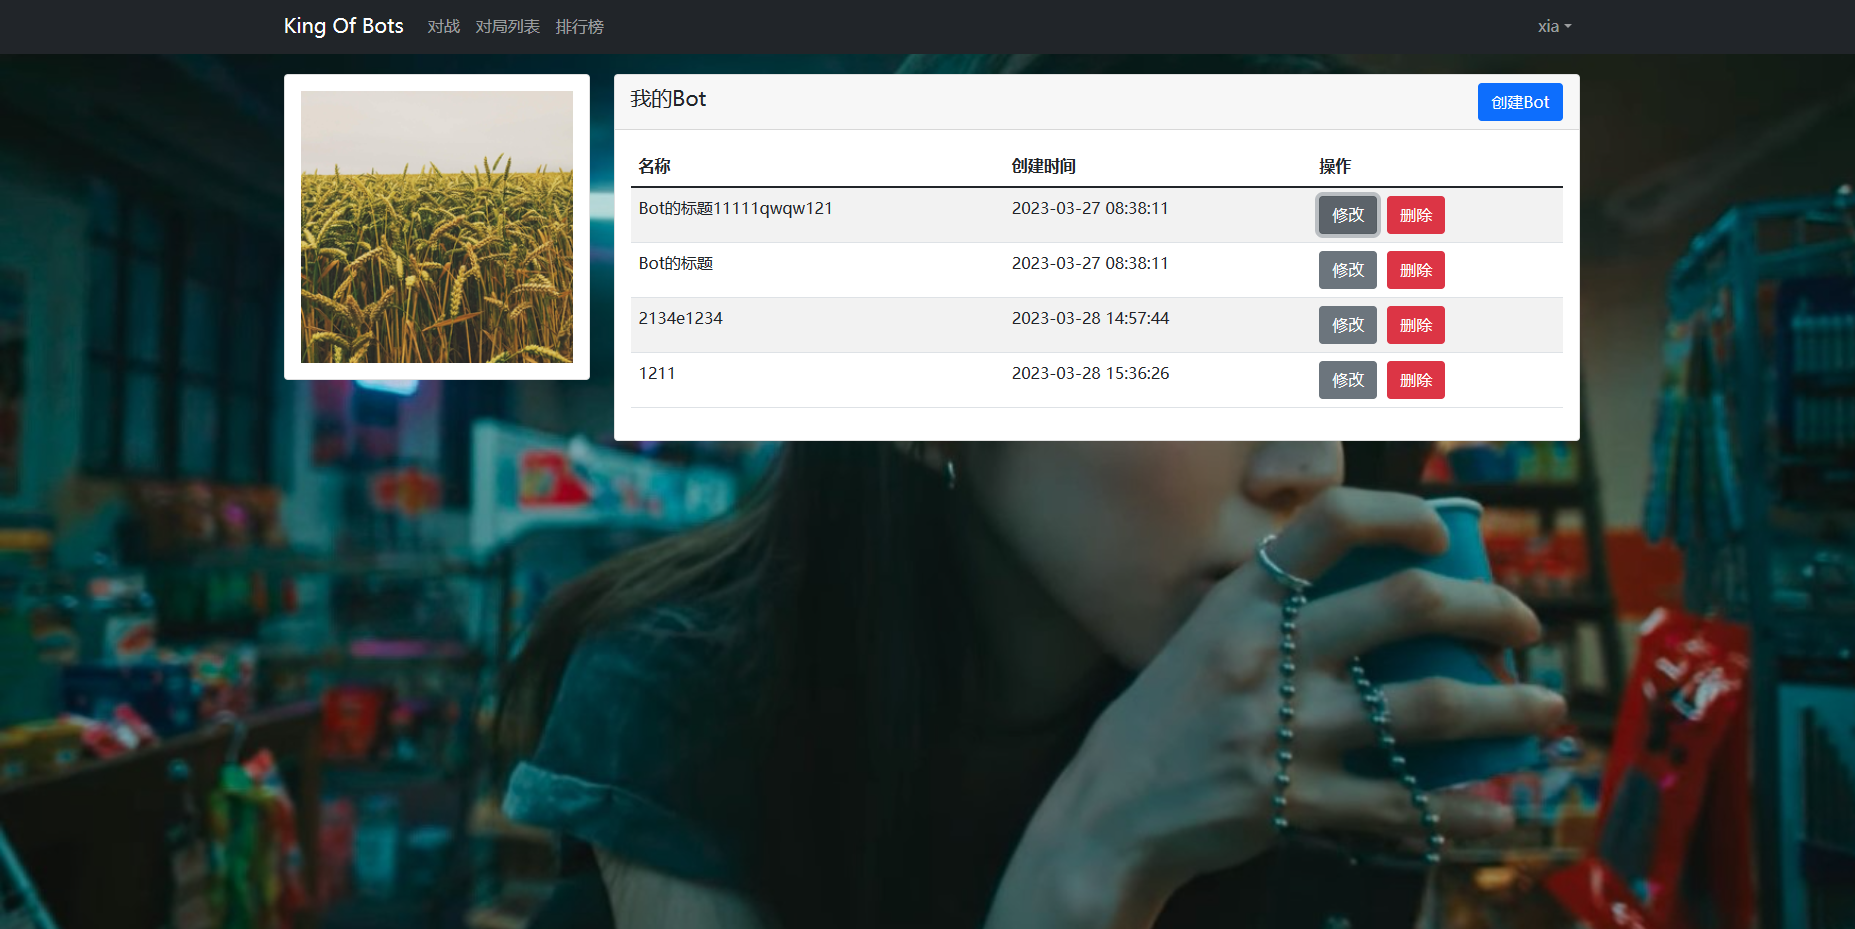 King Of Bots 对战 对局列表 排行榜 xia
我的Bot 创建Bot
名称 创建时间 操作
Bot的标题11111qwqw121 2023-03-27 08:38:11 修改 删除
Bot的标题 2023-03-27 08:38:11 修改 删除
2134e1234 2023-03-28 14:57:44 修改 删除
1211 2023-03-28 15:36:26 修改 删除